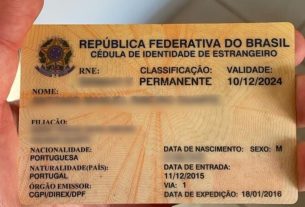 REPÚBLICA FEDERATIVA DO BRASIL
CÉDULA DE IDENTIDADE DE ESTRANGEIRO
RNE: CLASSIFICAÇÃO: VALIDADE:
PERMANENTE 10/12/2024
NOME:
FILIAÇÃO:
NACIONALIDADE: DATA DE NASCIMENTO: SEXO: M
PORTUGUESA
NATURALIDADE(PAÍS): DATA DE ENTRADA:
PORTUGAL 11/12/2015
ÓRGÃO EMISSOR: VIA: 1
CGPI/DIREX/DPF DATA DE EXPEDIÇÃO: 18/01/2016